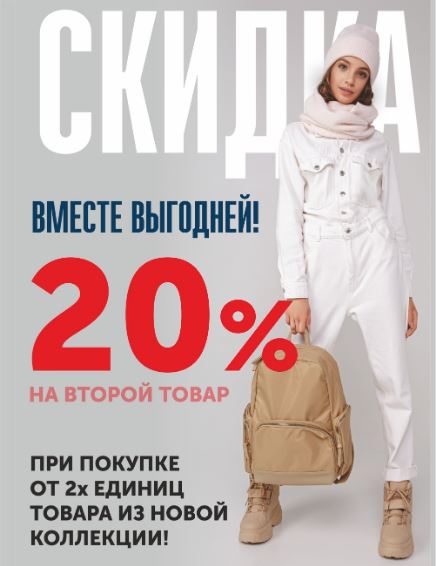 СКИДКА
ВМЕСТЕ ВЫГОДНЕЙ!
20%
НА ВТОРОЙ ТОВАР
ПРИ ПОКУПКЕ
ОТ 2х ЕДИНИЦ
ТОВАРА ИЗ НОВОЙ
КОЛЛЕКЦИИ!